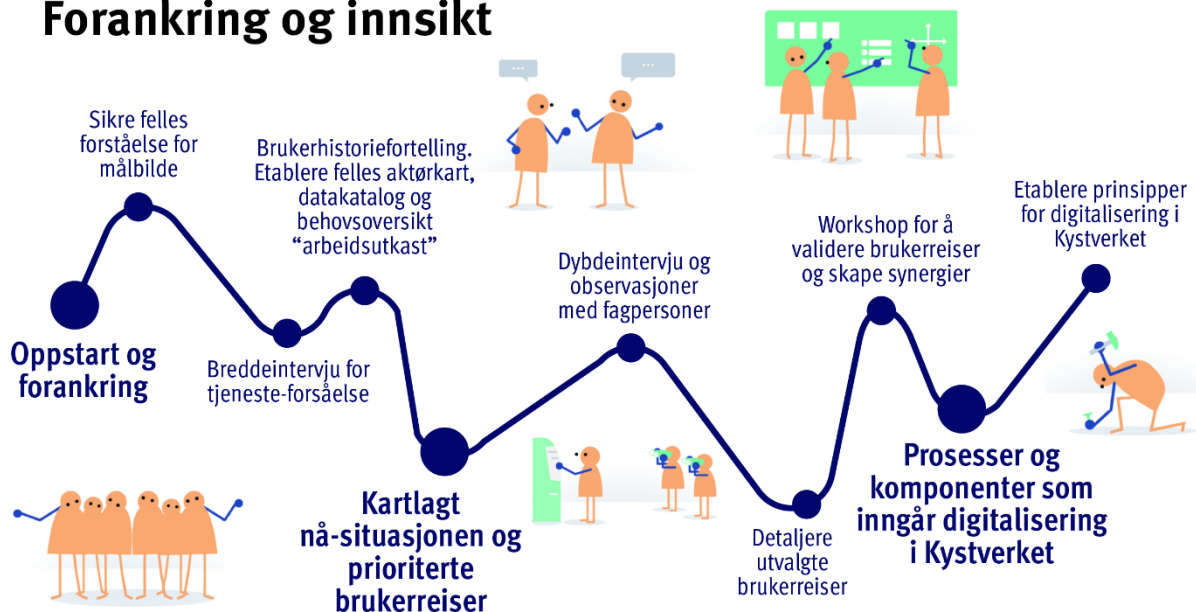 Forankring og innsikt
Sikre felles
forståelse for
målbilde
Oppstart og
forankring
Breddeintervju for
tjeneste-forsåelse
Brukerhistoriefortelling.
Etablere felles aktørkart,
datakatalog og
behovsoversikt
“arbeidsutkast”
Kartlagt
nå-situasjonen og
prioriterte
brukerreiser
...
...
Dybdeintervju og
observasjoner
med fagpersoner
Detaljere
utvalgte
brukerreiser
Workshop for å
validere brukerreiser
og skape synergier
Prosesser og
komponenter som
inngår digitalisering
i Kystverket
Etablere prinsipper
for digitalisering i
Kystverket